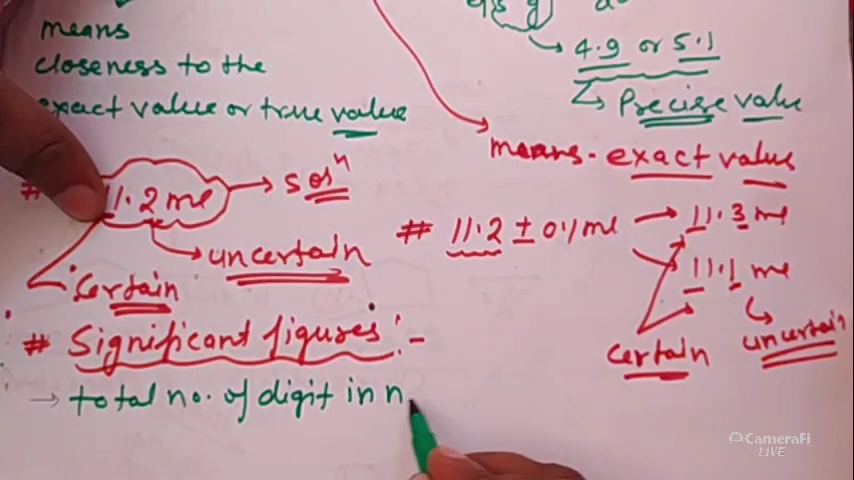 means
closeness to the
exact value or true value
4.9 or 5.1
Precise value
means - exact value
# 11.2 ml → solⁿ
uncertain
certain
# 11.2 ± 0.1 ml → 11.3 ml
11.1 ml
certain
uncertain
# Significant figures :-
→ total no. of digit in n
CameraFi
LIVE